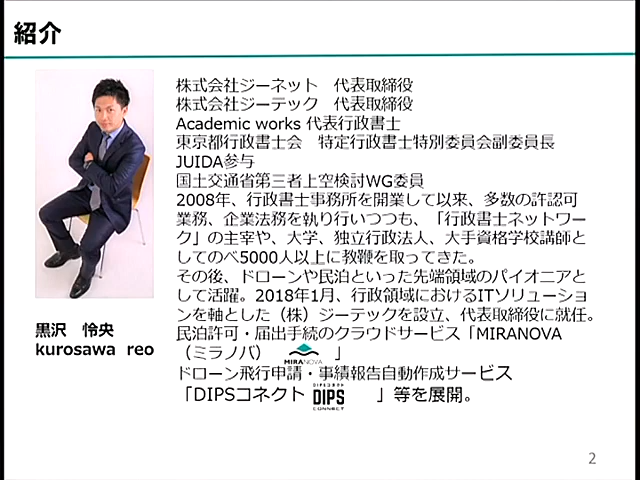 紹介
株式会社ジーネット　代表取締役
株式会社ジーテック　代表取締役
Academic works 代表行政書士
東京都行政書士会　特定行政書士特別委員会副委員長
JUIDA参与
国土交通省第三者上空検討WG委員
2008年、行政書士事務所を開業して以来、多数の許認可
業務、企業法務を執り行いつつも、「行政書士ネットワー
ク」の主宰や、大学、独立行政法人、大手資格学校講師と
してのべ5000人以上に教鞭を取ってきた。
その後、ドローンや民泊といった先端領域のパイオニアと
して活躍。2018年1月、行政領域におけるITソリューショ
ンを軸とした（株）ジーテックを設立、代表取締役に就任。
民泊許可・届出手続のクラウドサービス「MIRANOVA
（ミラノバ） MIRANOVA 」
ドローン飛行申請・事績報告自動作成サービス
「DIPSコネクト DIPSコネクト DIPS CONNECT 」等を展開。
黒沢　怜央
kurosawa reo
2